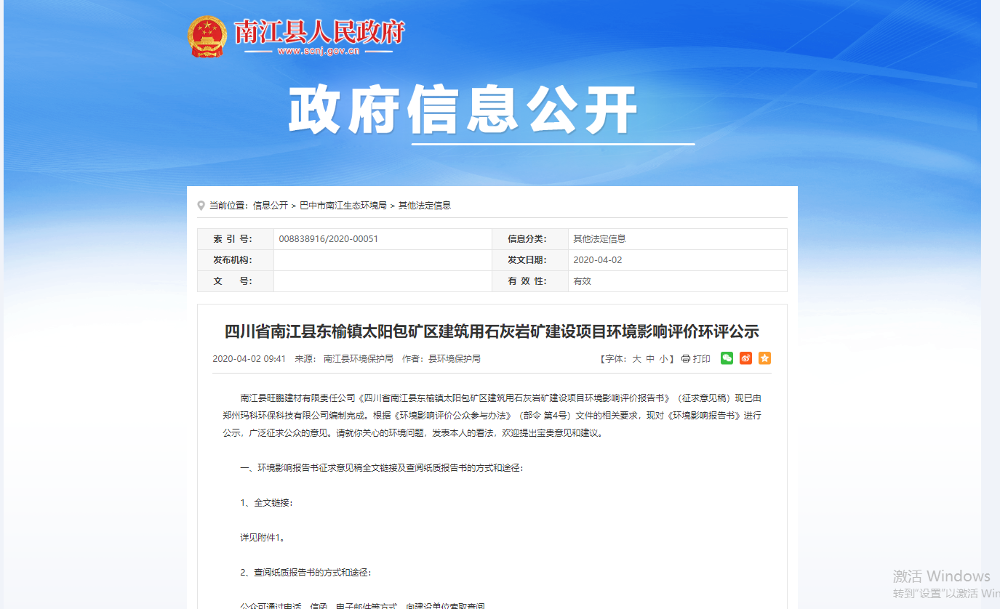 南江县人民政府
www.scnj.gov.cn
政府信息公开
当前位置：信息公开 > 巴中市南江生态环境局 > 其他法定信息
索 引 号： 008838916/2020-00051 信息分类： 其他法定信息
发布机构： 发文日期： 2020-04-02
文 号： 有 效 性： 有效
四川省南江县东榆镇太阳包矿区建筑用石灰岩矿建设项目环境影响评价环评公示
2020-04-02 09:41 来源： 南江县环境保护局 作者：县环境保护局 【字体：大 中 小】 打印
南江县旺鹏建材有限责任公司《四川省南江县东榆镇太阳包矿区建筑用石灰岩矿建设项目环境影响评价报告书》（征求意见稿）现已由
郑州玛科环保科技有限公司编制完成。根据《环境影响评价公众参与办法》（部令 第4号）文件的相关要求，现对《环境影响报告书》进行
公示，广泛征求公众的意见。请就你关心的环境问题，发表本人的看法，欢迎提出宝贵意见和建议。
一、环境影响报告书征求意见稿全文链接及查阅纸质报告书的方式和途径：
1、全文链接：
详见附件1。
2、查阅纸质报告书的方式和途径：
公众可通过电话、信函、电子邮件等方式，向建设单位索取查阅
激活 Windows
转到"设置"以激活 Win